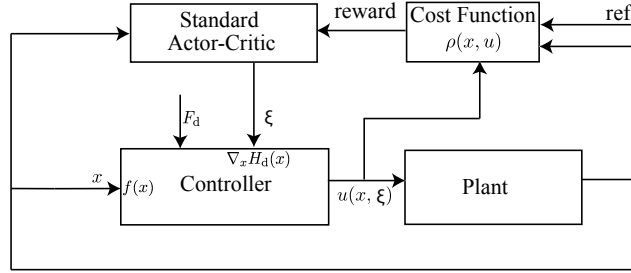 Standard
Actor-Critic
reward
Cost Function
ρ(x, u)
ref
F_d
ξ
∇_x H_d(x)
x
f(x)
Controller
u(x, ξ)
Plant